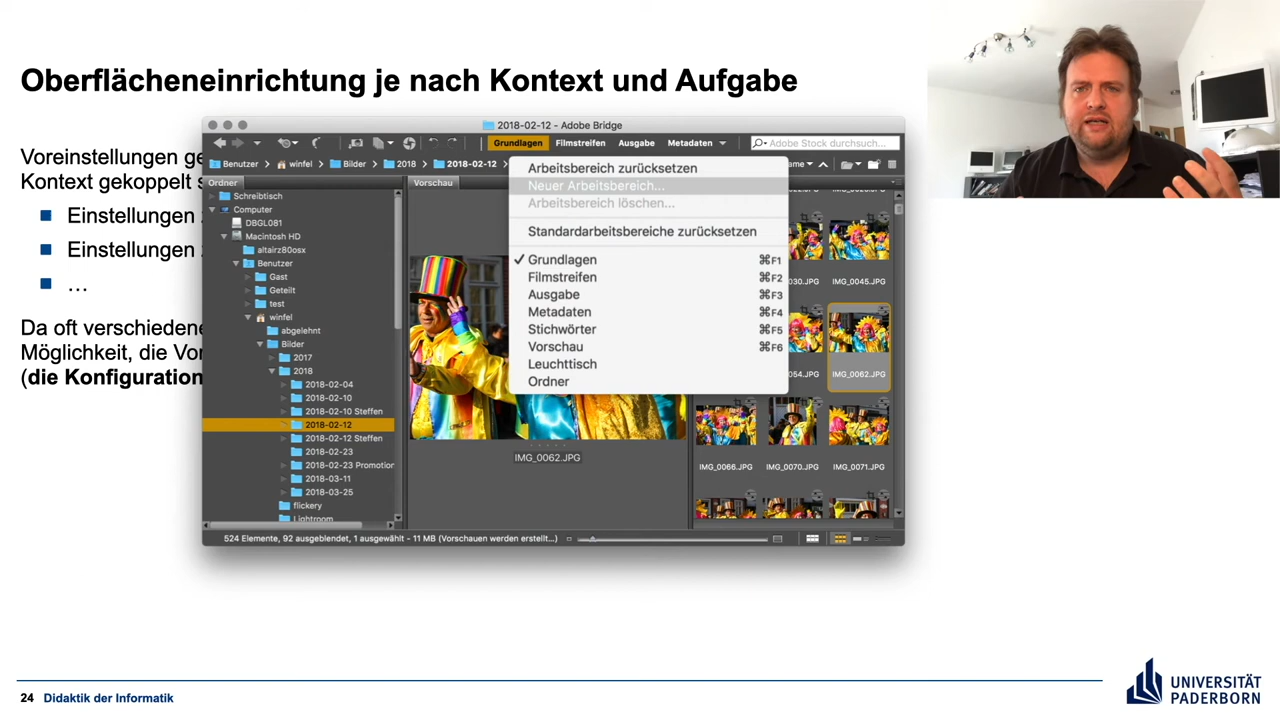 Oberflächeneinrichtung je nach Kontext und Aufgabe
Voreinstellungen
Kontext gekoppelt
Einstellungen
Einstellungen
…
Da oft verschiedene
Möglichkeit, die
(die Konfiguration
2018-02-12 - Adobe Bridge
Grundlagen Filmstreifen Ausgabe Metadaten
Adobe Stock durchsuch...
Benutzer winfel Bilder 2018 2018-02-12
Ordner
Schreibtisch
Computer
DBGL081
Macintosh HD
altairz80osx
Benutzer
Gast
Geteilt
test
winfel
abgelehnt
Bilder
2017
2018
2018-02-04
2018-02-10
2018-02-10 Steffen
2018-02-12
2018-02-12 Steffen
2018-02-23
2018-02-23 Promotion
2018-03-11
2018-03-25
flickery
Lightroom
Vorschau
IMG_0062.JPG
Arbeitsbereich zurücksetzen
Neuer Arbeitsbereich...
Arbeitsbereich löschen...
Standardarbeitsbereiche zurücksetzen
✓ Grundlagen ⌘F1
Filmstreifen ⌘F2
Ausgabe ⌘F3
Metadaten ⌘F4
Stichwörter ⌘F5
Vorschau ⌘F6
Leuchttisch
Ordner
030.JPG IMG_0045.JPG
054.JPG IMG_0062.JPG
IMG_0066.JPG IMG_0070.JPG IMG_0071.JPG
524 Elemente, 92 ausgeblendet, 1 ausgewählt - 11 MB (Vorschauen werden erstellt...)
24 Didaktik der Informatik
UNIVERSITÄT
PADERBORN